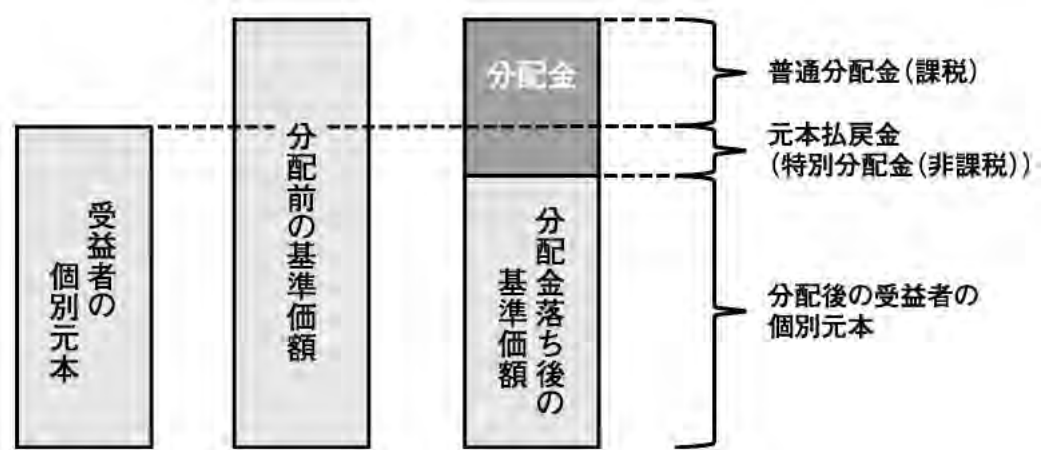 受益者の
個別元本
分配前の基準価額
分配金
分配金落ち後の
基準価額
普通分配金(課税)
元本払戻金
(特別分配金(非課税))
分配後の受益者の
個別元本